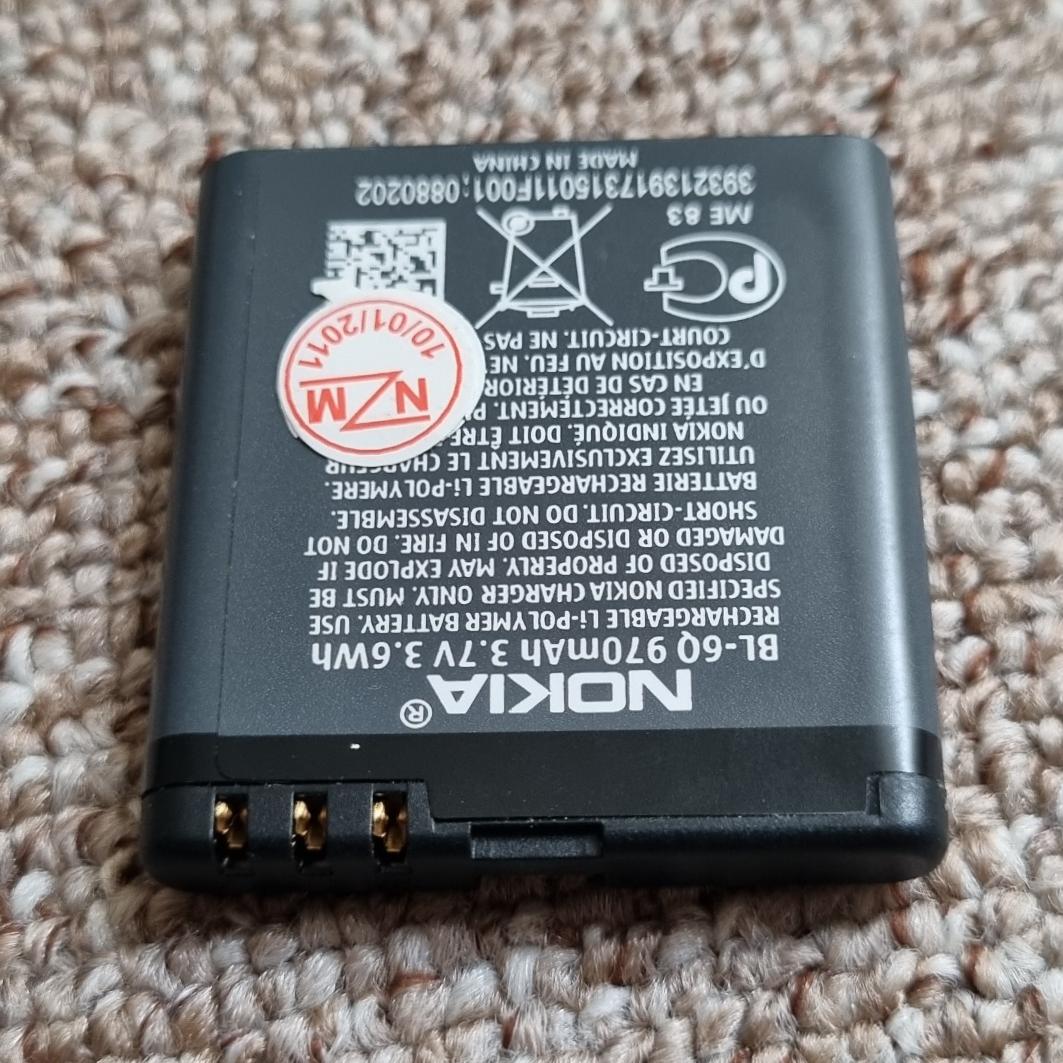 NOKIA®
BL-6Q 970mAh 3.7V 3.6Wh
RECHARGEABLE Li-POLYMER BATTERY. USE
SPECIFIED NOKIA CHARGER ONLY. MUST BE
DISPOSED OF PROPERLY. MAY EXPLODE IF
DAMAGED OR DISPOSED OF IN FIRE. DO NOT
SHORT-CIRCUIT. DO NOT DISASSEMBLE.
BATTERIE RECHARGEABLE Li-POLYMERE.
UTILISEZ EXCLUSIVEMENT LE CHARGEUR
NOKIA INDIQUÉ. DOIT ÊTRE
OU JETÉE CORRECTEMENT.
EN CAS DE DÉTÉRIOR
D'EXPOSITION AU FEU. NE
COURT-CIRCUIT. NE PAS
NZM
10/01/2011
PCT
ME 83
393213917315011F001;0880202
MADE IN CHINA